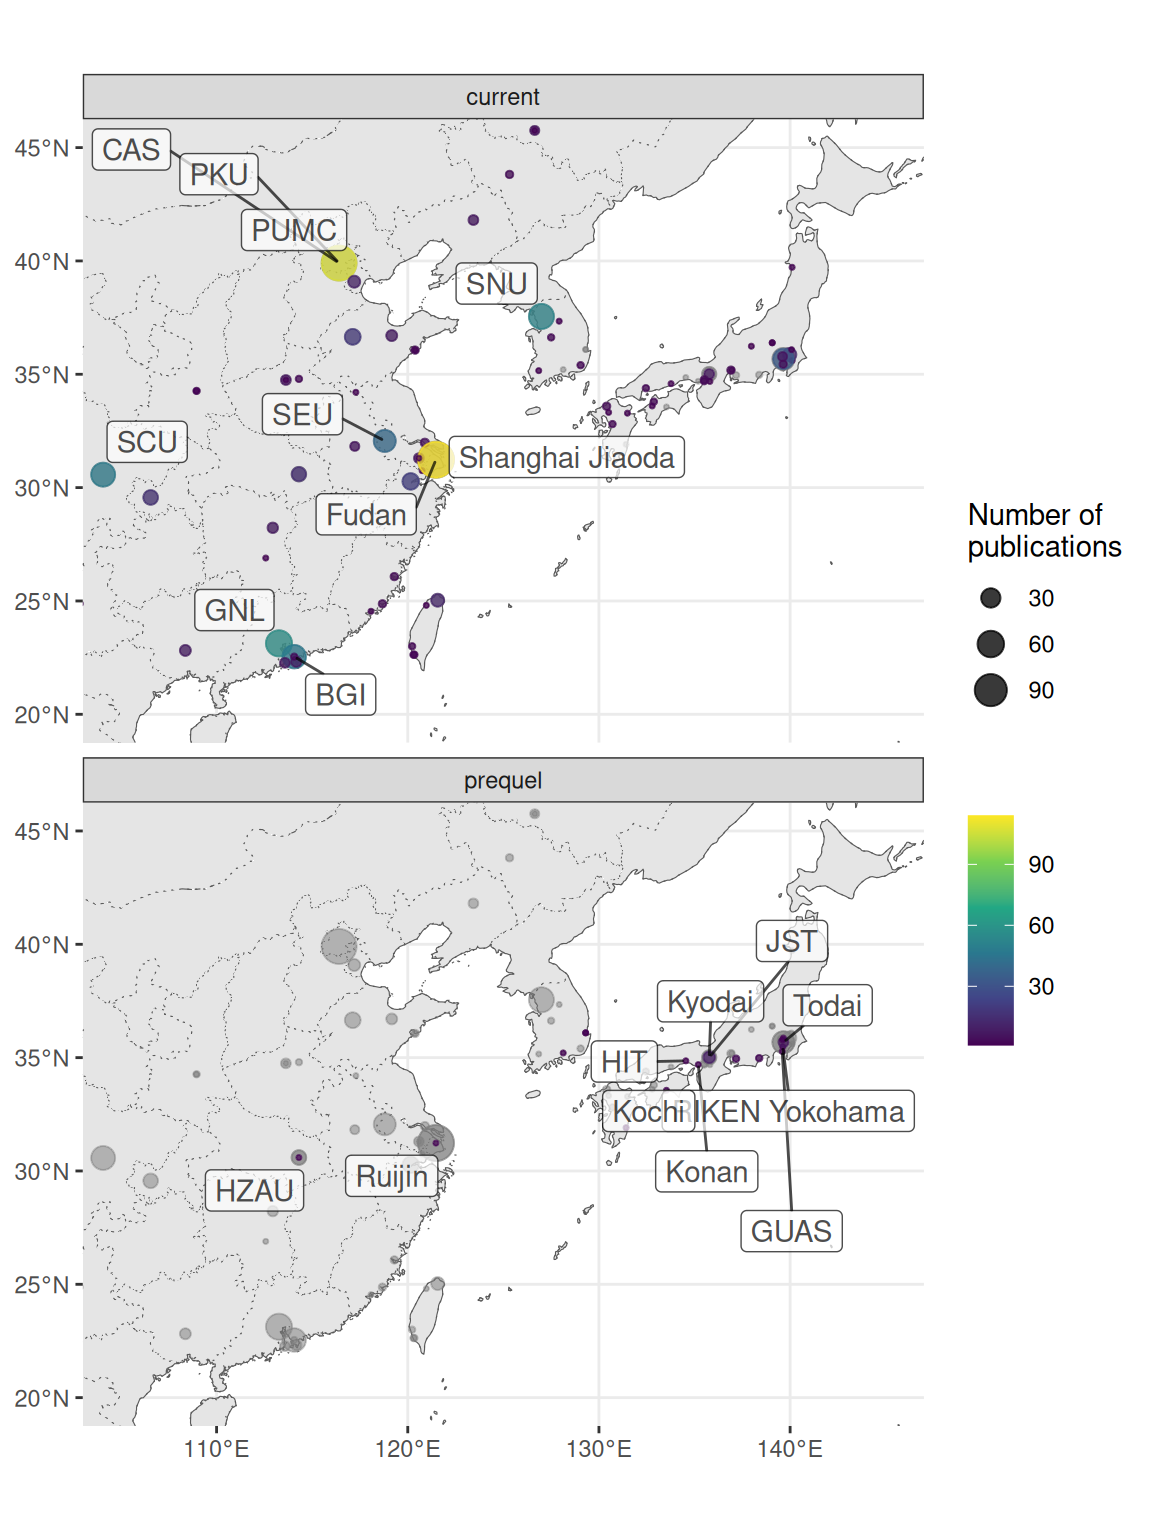 current
45°N
40°N
35°N
30°N
25°N
20°N
CAS
PKU
PUMC
SNU
SEU
SCU
Shanghai Jiaoda
Fudan
GNL
BGI
Number of
publications
30
60
90
prequel
45°N
40°N
35°N
30°N
25°N
20°N
JST
Kyodai
Todai
HIT
Kochi
RIKEN Yokohama
Konan
Ruijin
HZAU
GUAS
90
60
30
110°E
120°E
130°E
140°E